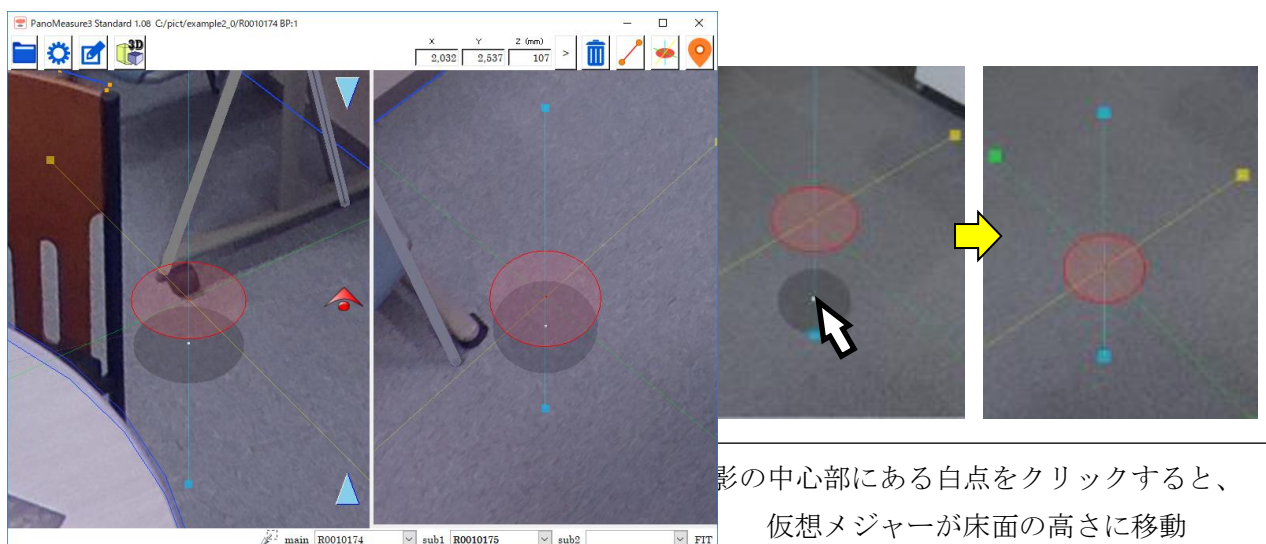 PanoMeasure3 Standard 1.08 C:/pict/example2_0/R0010174 BP:1
X Y Z (mm)
2,032 2,537 107 >
3D
main R0010174 sub1 R0010175 sub2 FIT
影の中心部にある白点をクリックすると、
仮想メジャーが床面の高さに移動